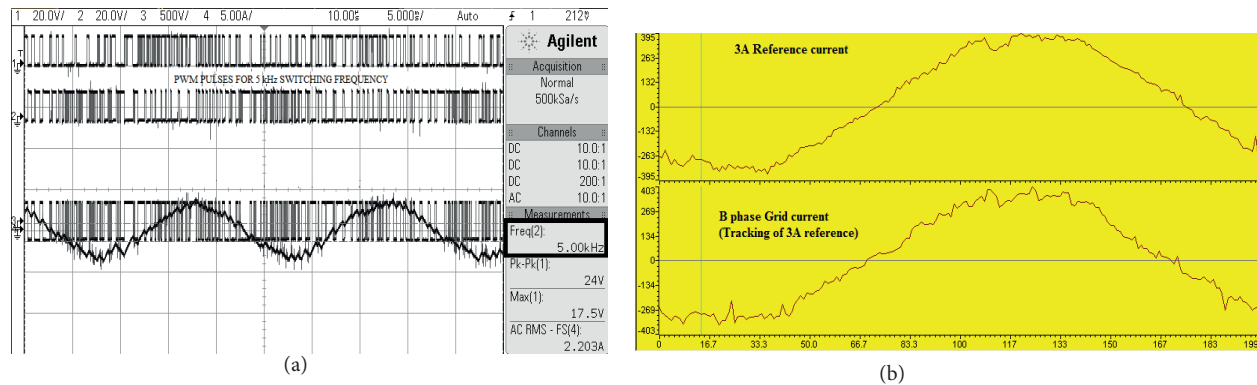 1 20.0V/ 2 20.0V/ 3 500V/ 4 5.00A/ 10.00s 5.000s/ Auto 1 212
PWM PULSES FOR 5 kHz SWITCHING FREQUENCY
Agilent
Acquisition
Normal
500kSa/s
Channels
DC 10.0:1
DC 10.0:1
DC 200:1
AC 10.0:1
Measurements
Freq(2):
5.00kHz
Pk-Pk(1):
24V
Max(1):
17.5V
AC RMS - FS(4):
2.203A
(a)
3A Reference current
395
263
132
0
-132
-263
-395
B phase Grid current
(Tracking of 3A reference)
403
269
134
0
-134
-269
-403
0 16.7 33.3 50.0 66.7 83.3 100 117 133 150 167 183 199
(b)